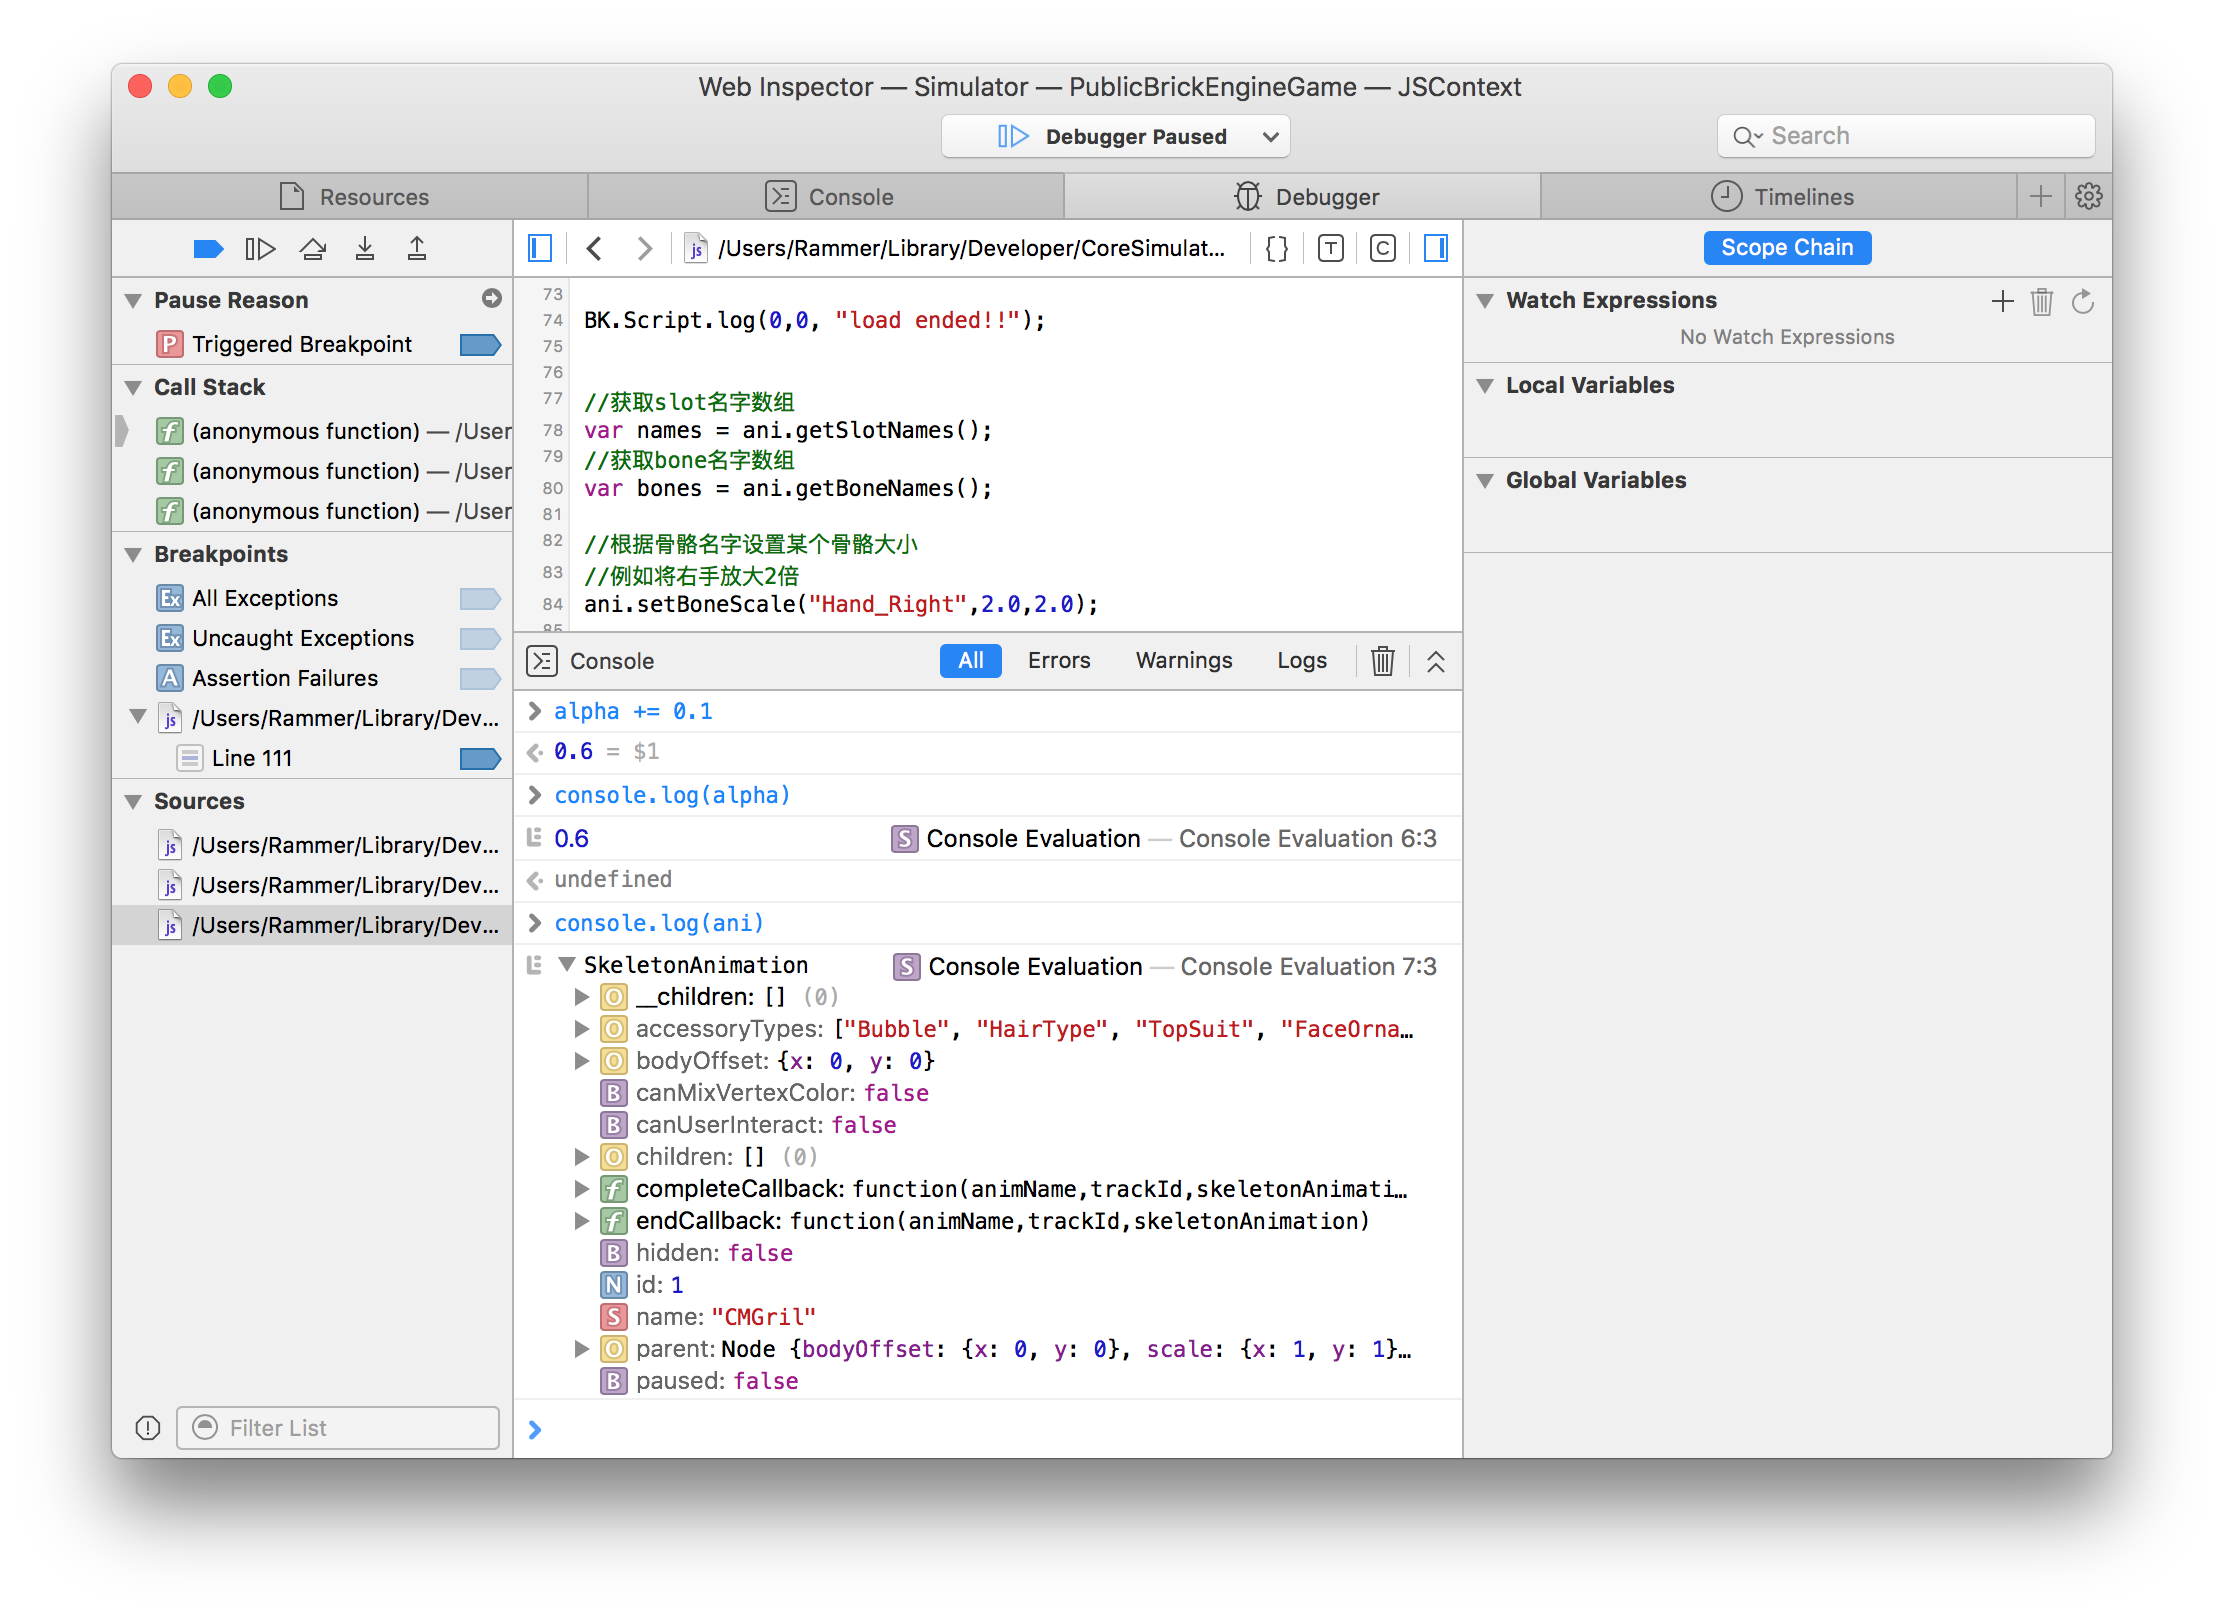 Web Inspector — Simulator — PublicBrickEngineGame — JSContext
Debugger Paused
Search
Resources
Console
Debugger
Timelines
/Users/Rammer/Library/Developer/CoreSimulat...
Scope Chain
Pause Reason
Triggered Breakpoint
Call Stack
(anonymous function) — /User
(anonymous function) — /User
(anonymous function) — /User
Breakpoints
All Exceptions
Uncaught Exceptions
Assertion Failures
/Users/Rammer/Library/Dev...
Line 111
Sources
/Users/Rammer/Library/Dev...
/Users/Rammer/Library/Dev...
/Users/Rammer/Library/Dev...
Filter List
73
74 BK.Script.log(0,0, "load ended!!");
75
76
77 //获取slot名字数组
78 var names = ani.getSlotNames();
79 //获取bone名字数组
80 var bones = ani.getBoneNames();
81
82 //根据骨骼名字设置某个骨骼大小
83 //例如将右手放大2倍
84 ani.setBoneScale("Hand_Right",2.0,2.0);
85
Console
All
Errors
Warnings
Logs
alpha += 0.1
0.6 = $1
console.log(alpha)
0.6 S Console Evaluation — Console Evaluation 6:3
undefined
console.log(ani)
SkeletonAnimation S Console Evaluation — Console Evaluation 7:3
O __children: [] (0)
O accessoryTypes: ["Bubble", "HairType", "TopSuit", "FaceOrna…
O bodyOffset: {x: 0, y: 0}
B canMixVertexColor: false
B canUserInteract: false
O children: [] (0)
f completeCallback: function(animName,trackId,skeletonAnimati…
f endCallback: function(animName,trackId,skeletonAnimation)
B hidden: false
N id: 1
S name: "CMGril"
O parent: Node {bodyOffset: {x: 0, y: 0}, scale: {x: 1, y: 1}…
B paused: false
Watch Expressions
No Watch Expressions
Local Variables
Global Variables